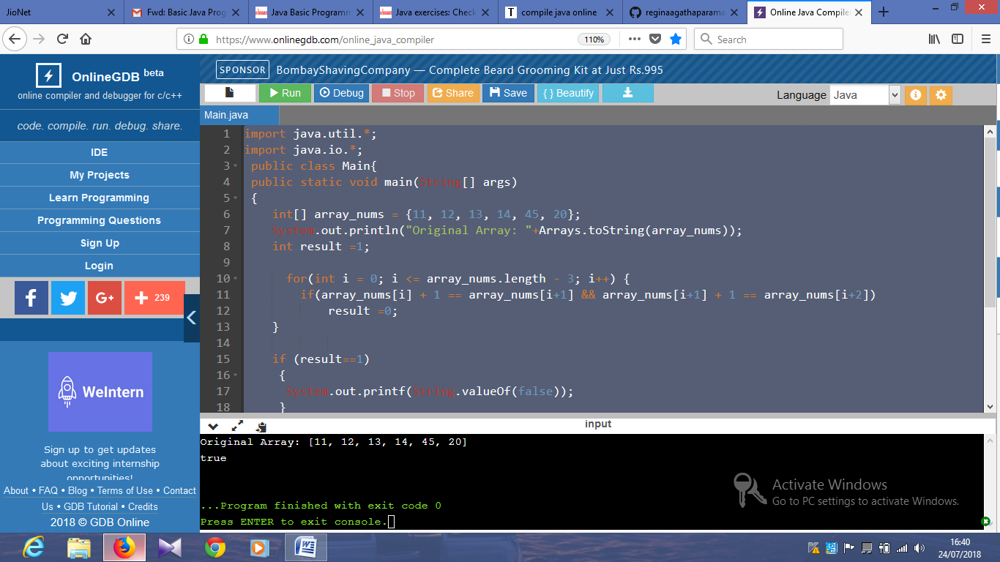 JioNet
Fwd: Basic Java Prog
Java Basic Programm
Java exercises: Check
compile java online
reginaagathaparama
Online Java Compiler
https://www.onlinegdb.com/online_java_compiler
110%
Search
OnlineGDB beta
online compiler and debugger for c/c++
code. compile. run. debug. share.
IDE
My Projects
Learn Programming
Programming Questions
Sign Up
Login
f
G+
+ 239
WeIntern
Sign up to get updates
about exciting internship
opportunities!
About • FAQ • Blog • Terms of Use • Contact
Us • GDB Tutorial • Credits
2018 © GDB Online
SPONSOR BombayShavingCompany — Complete Beard Grooming Kit at Just Rs.995
Run Debug Stop Share Save { } Beautify
Language Java
Main.java
1 import java.util.*;
2 import java.io.*;
3 public class Main{
4 public static void main(String[] args)
5 {
6 int[] array_nums = {11, 12, 13, 14, 45, 20};
7 System.out.println("Original Array: "+Arrays.toString(array_nums));
8 int result =1;
9
10 for(int i = 0; i <= array_nums.length - 3; i++) {
11 if(array_nums[i] + 1 == array_nums[i+1] && array_nums[i+1] + 1 == array_nums[i+2])
12 result =0;
13 }
14
15 if (result==1)
16 {
17 System.out.printf(String.valueOf(false));
18 }
input
Original Array: [11, 12, 13, 14, 45, 20]
true
...Program finished with exit code 0
Press ENTER to exit console.
Activate Windows
Go to PC settings to activate Windows.
16:40
24/07/2018